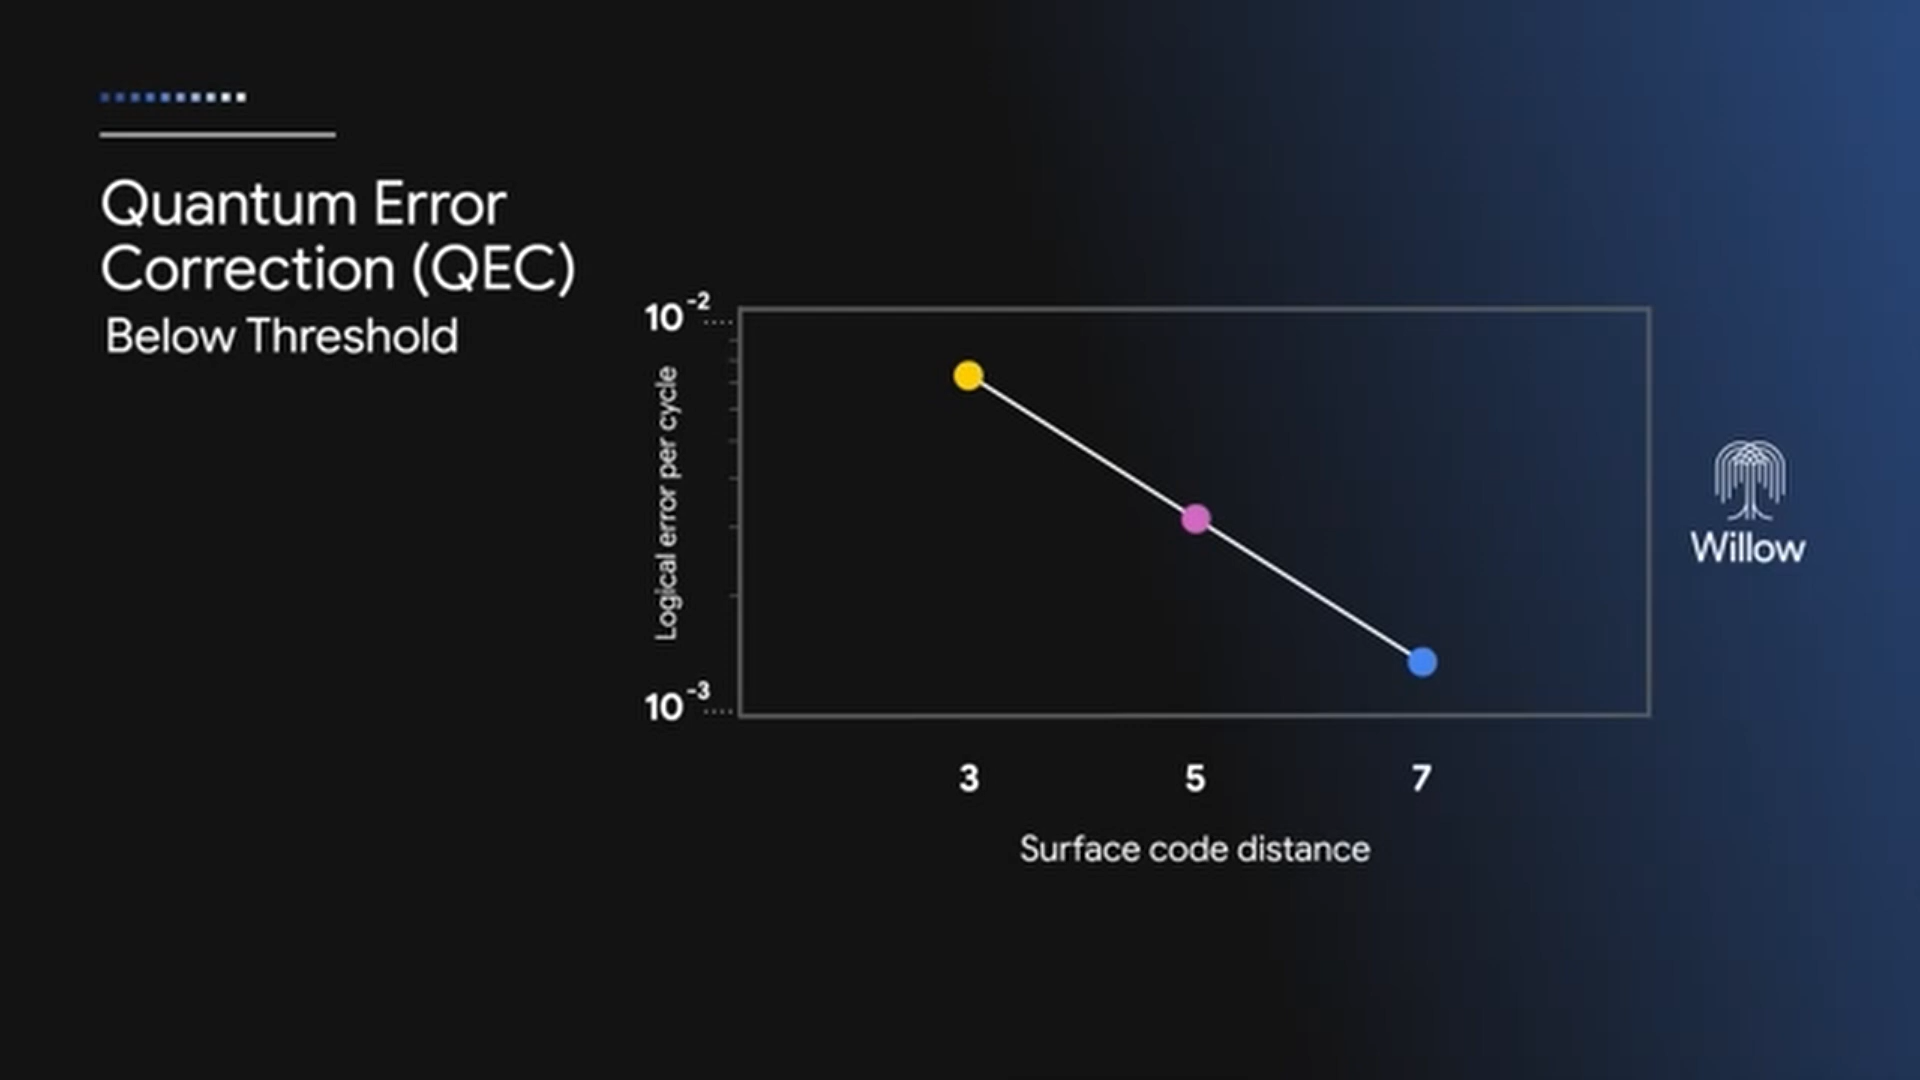 Quantum Error
Correction (QEC)
Below Threshold
10⁻²
Logical error per cycle
10⁻³
3 5 7
Surface code distance
Willow